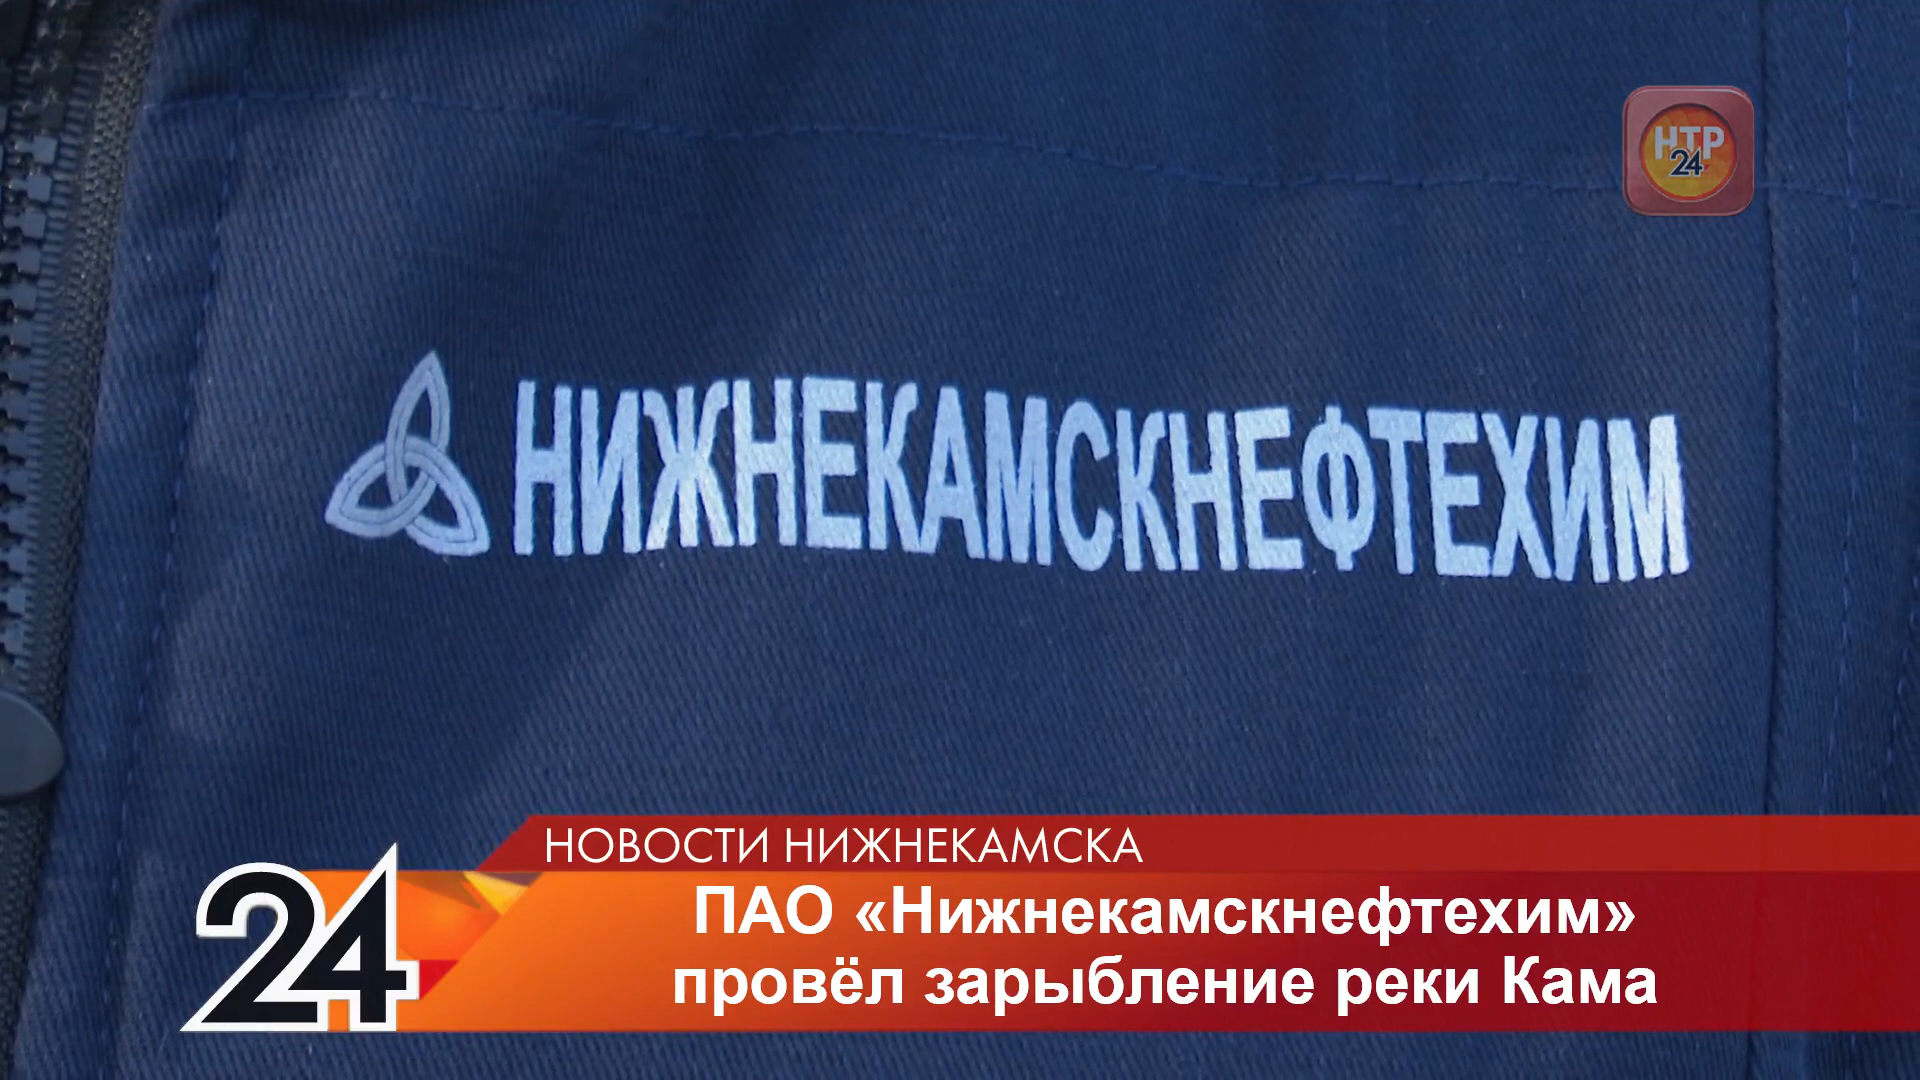 НТР
24
НИЖНЕКАМСКНЕФТЕХИМ
НОВОСТИ НИЖНЕКАМСКА
24
ПАО «Нижнекамскнефтехим»
провёл зарыбление реки Кама